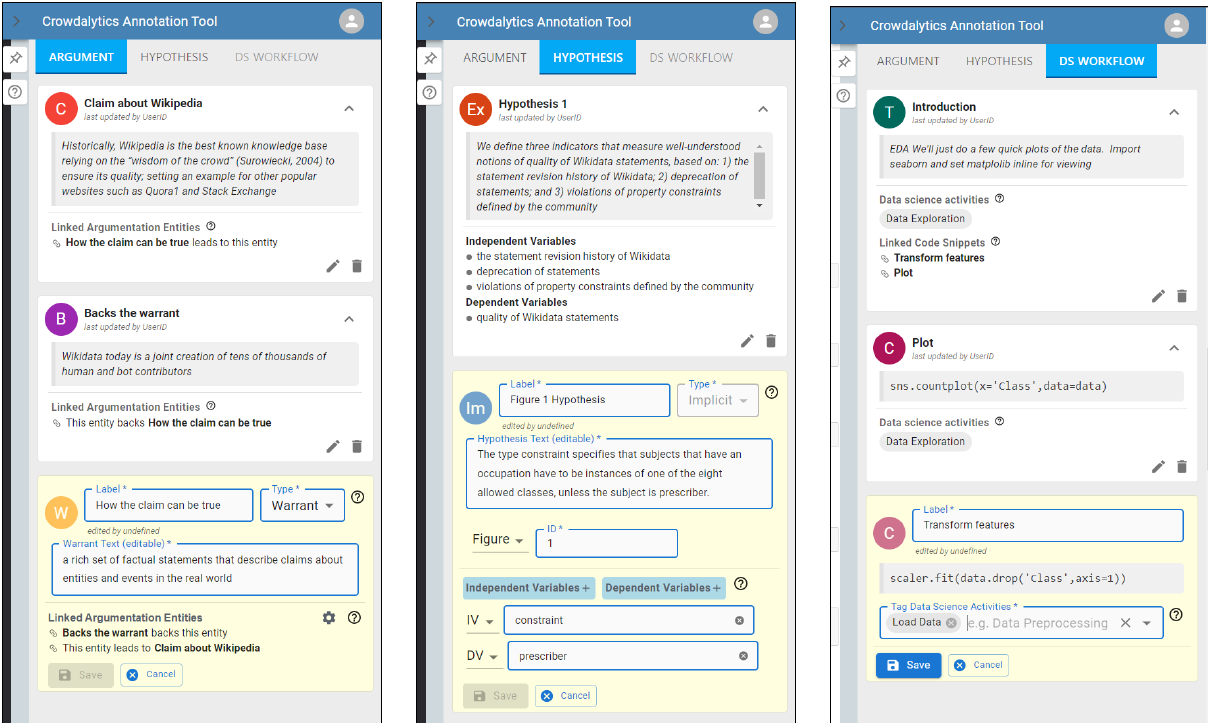 Crowdalytics Annotation Tool
ARGUMENT HYPOTHESIS DS WORKFLOW
C Claim about Wikipedia
last updated by UserID
Historically, Wikipedia is the best known knowledge base
relying on the "wisdom of the crowd" (Surowiecki, 2004) to
ensure its quality; setting an example for other popular
websites such as Quora1 and Stack Exchange
Linked Argumentation Entities
How the claim can be true leads to this entity
B Backs the warrant
last updated by UserID
Wikidata today is a joint creation of tens of thousands of
human and bot contributors
Linked Argumentation Entities
This entity backs How the claim can be true
Label * Type *
W How the claim can be true Warrant
edited by undefined
Warrant Text (editable) *
a rich set of factual statements that describe claims about
entities and events in the real world
Linked Argumentation Entities
Backs the warrant backs this entity
This entity leads to Claim about Wikipedia
Save Cancel
Crowdalytics Annotation Tool
ARGUMENT HYPOTHESIS DS WORKFLOW
Ex Hypothesis 1
last updated by UserID
We define three indicators that measure well-understood
notions of quality of Wikidata statements, based on: 1) the
statement revision history of Wikidata; 2) deprecation of
statements; and 3) violations of property constraints
defined by the community
Independent Variables
the statement revision history of Wikidata
deprecation of statements
violations of property constraints defined by the community
Dependent Variables
quality of Wikidata statements
Label * Type *
Im Figure 1 Hypothesis Implicit
edited by undefined
Hypothesis Text (editable) *
The type constraint specifies that subjects that have an
occupation have to be instances of one of the eight
allowed classes, unless the subject is prescriber.
ID *
Figure 1
Independent Variables + Dependent Variables +
IV constraint
DV prescriber
Save Cancel
Crowdalytics Annotation Tool
ARGUMENT HYPOTHESIS DS WORKFLOW
T Introduction
last updated by UserID
EDA We'll just do a few quick plots of the data. Import
seaborn and set matplolib inline for viewing
Data science activities
Data Exploration
Linked Code Snippets
Transform features
Plot
C Plot
last updated by UserID
sns.countplot(x='Class',data=data)
Data science activities
Data Exploration
Label *
C Transform features
edited by undefined
scaler.fit(data.drop('Class',axis=1))
Tag Data Science Activities *
Load Data e.g. Data Preprocessing
Save Cancel